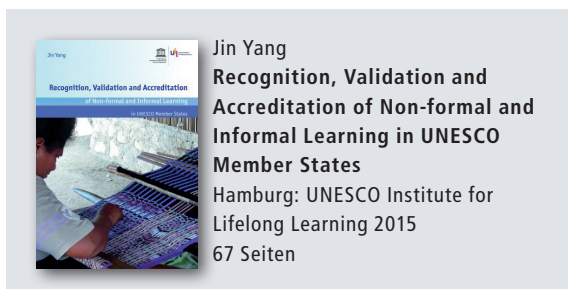 Jin Yang
Recognition, Validation and Accreditation
of Non-formal and Informal Learning
in UNESCO Member States
Jin Yang
Recognition, Validation and
Accreditation of Non-formal and
Informal Learning in UNESCO
Member States
Hamburg: UNESCO Institute for
Lifelong Learning 2015
67 Seiten